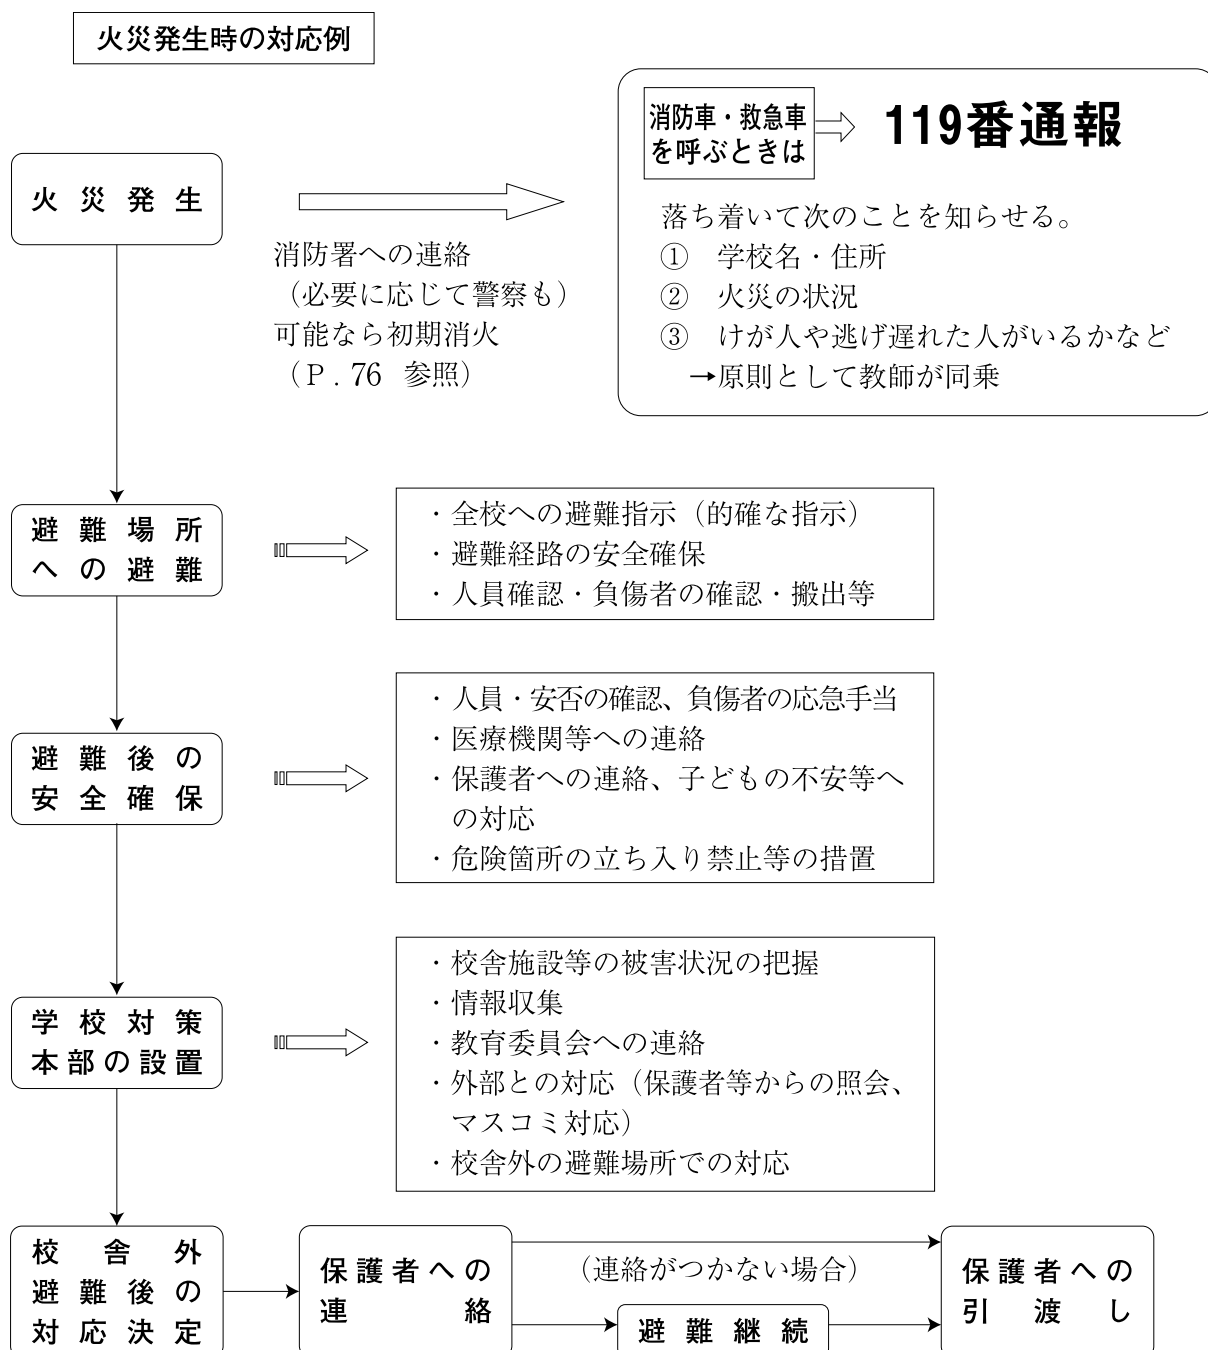 火災発生時の対応例
消防車・救急車
を呼ぶときは
119番通報
落ち着いて次のことを知らせる。
① 学校名・住所
② 火災の状況
③ けが人や逃げ遅れた人がいるかなど
→原則として教師が同乗
火災発生
消防署への連絡
（必要に応じて警察も）
可能なら初期消火
（P．76 参照）
避難場所
への避難
・全校への避難指示（的確な指示）
・避難経路の安全確保
・人員確認・負傷者の確認・搬出等
避難後の
安全確保
・人員・安否の確認、負傷者の応急手当
・医療機関等への連絡
・保護者への連絡、子どもの不安等へ
の対応
・危険箇所の立ち入り禁止等の措置
学校対策
本部の設置
・校舎施設等の被害状況の把握
・情報収集
・教育委員会への連絡
・外部との対応（保護者等からの照会、
マスコミ対応）
・校舎外の避難場所での対応
校舎外
避難後の
対応決定
保護者への
連絡
（連絡がつかない場合）
避難継続
保護者への
引渡し